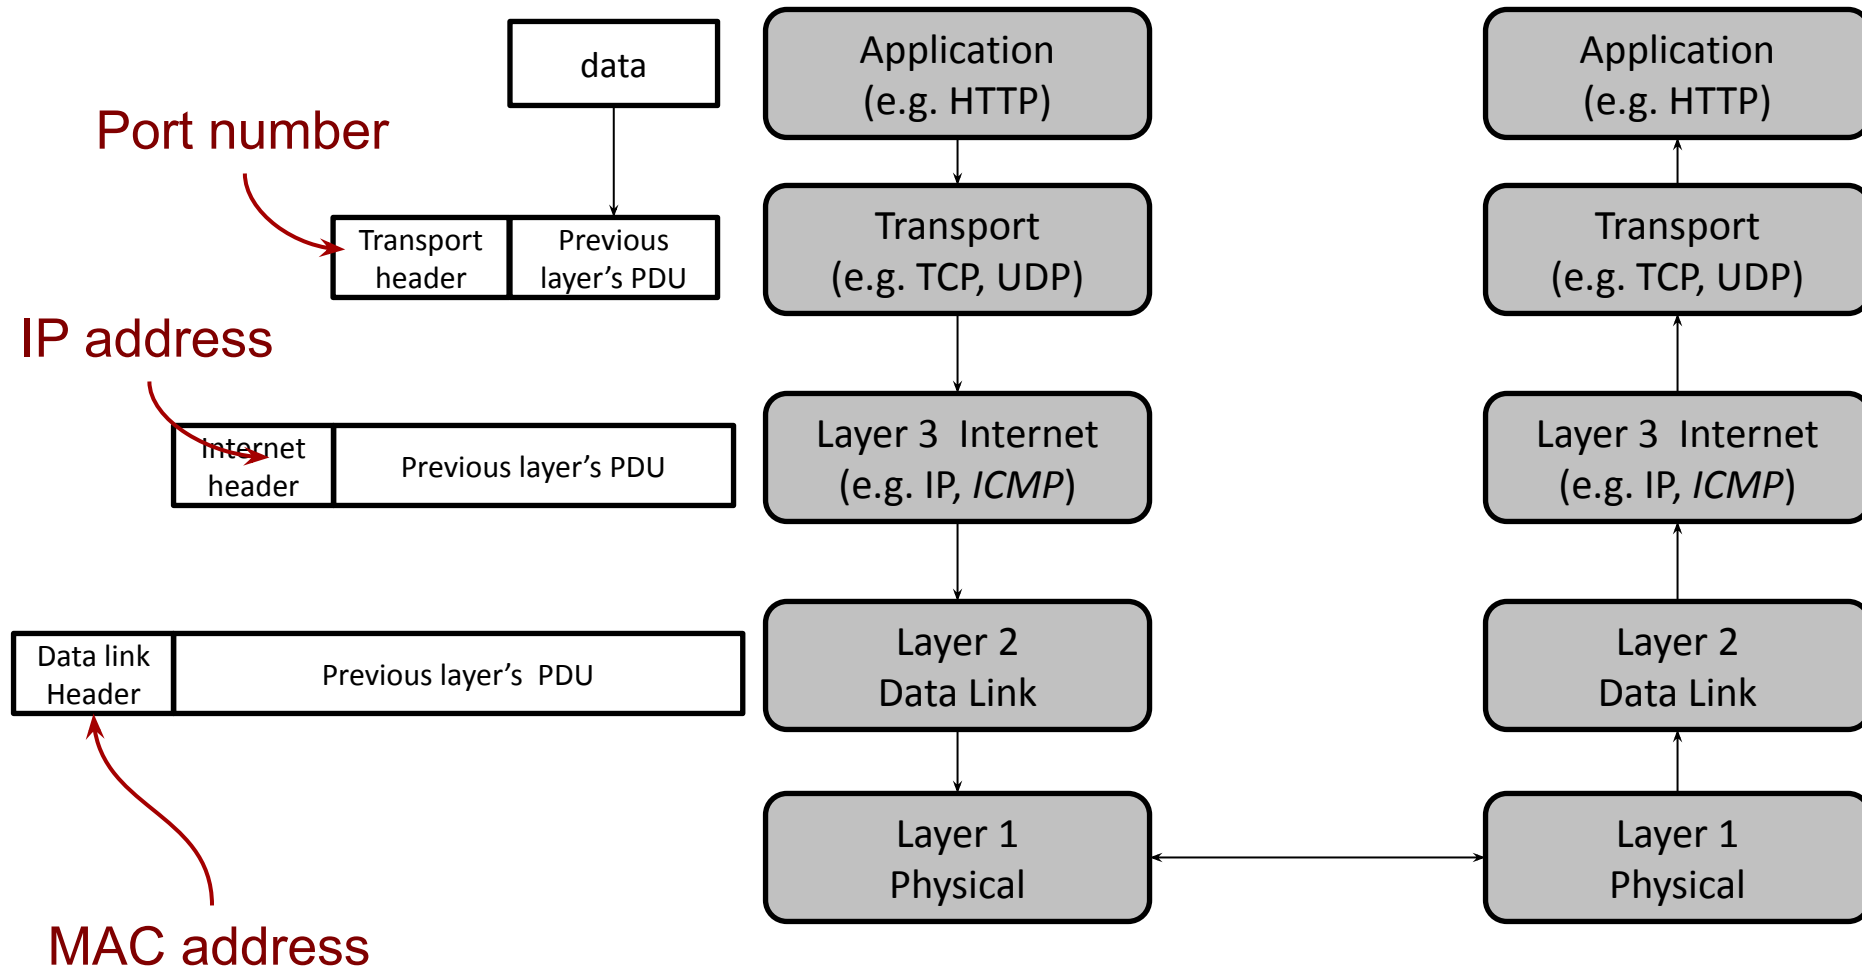 data
Application
(e.g. HTTP)
Application
(e.g. HTTP)
Port number
Transport
header
Previous
layer’s PDU
Transport
(e.g. TCP, UDP)
Transport
(e.g. TCP, UDP)
IP address
Internet
header
Previous layer’s PDU
Layer 3  Internet
(e.g. IP, ICMP)
Layer 3  Internet
(e.g. IP, ICMP)
Data link
Header
Previous layer’s  PDU
Layer 2
Data Link
Layer 2
Data Link
Layer 1
Physical
Layer 1
Physical
MAC address